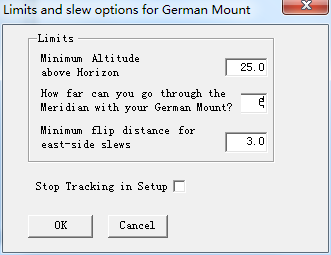 Limits and slew options for German Mount
Limits
Minimum Altitude
above Horizon
25.0
How far can you go through the
Meridian with your German Mount?
Minimum flip distance for
east-side slews
3.0
Stop Tracking in Setup
OK
Cancel